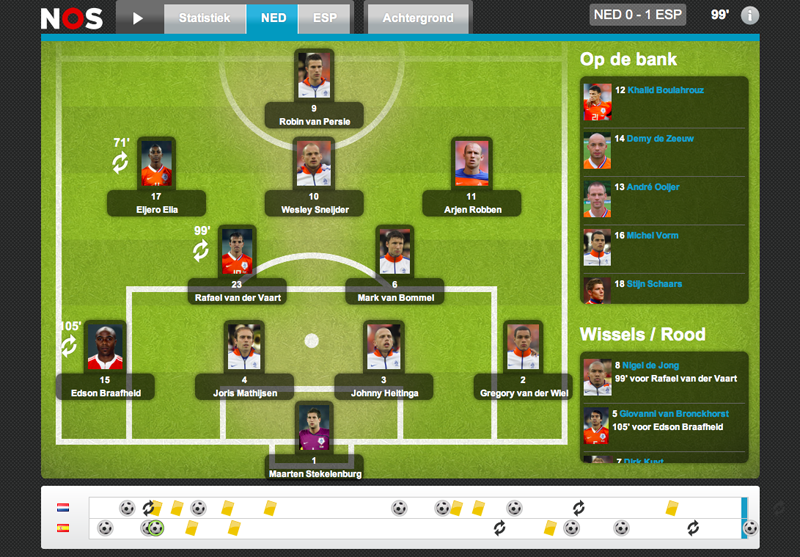 NOS
Statistiek
NED
ESP
Achtergrond
NED 0 - 1 ESP
99'
i
9
Robin van Persie
71'
17
Eljero Elia
10
Wesley Sneijder
11
Arjen Robben
99'
23
Rafael van der Vaart
6
Mark van Bommel
105'
15
Edson Braafheid
4
Joris Mathijsen
3
Johnny Heitinga
2
Gregory van der Wiel
1
Maarten Stekelenburg
Op de bank
12 Khalid Boulahrouz
14 Demy de Zeeuw
13 André Ooijer
16 Michel Vorm
18 Stijn Schaars
Wissels / Rood
8 Nigel de Jong
99' voor Rafael van der Vaart
5 Giovanni van Bronckhorst
105' voor Edson Braafheid
7 Dirk Kuyt